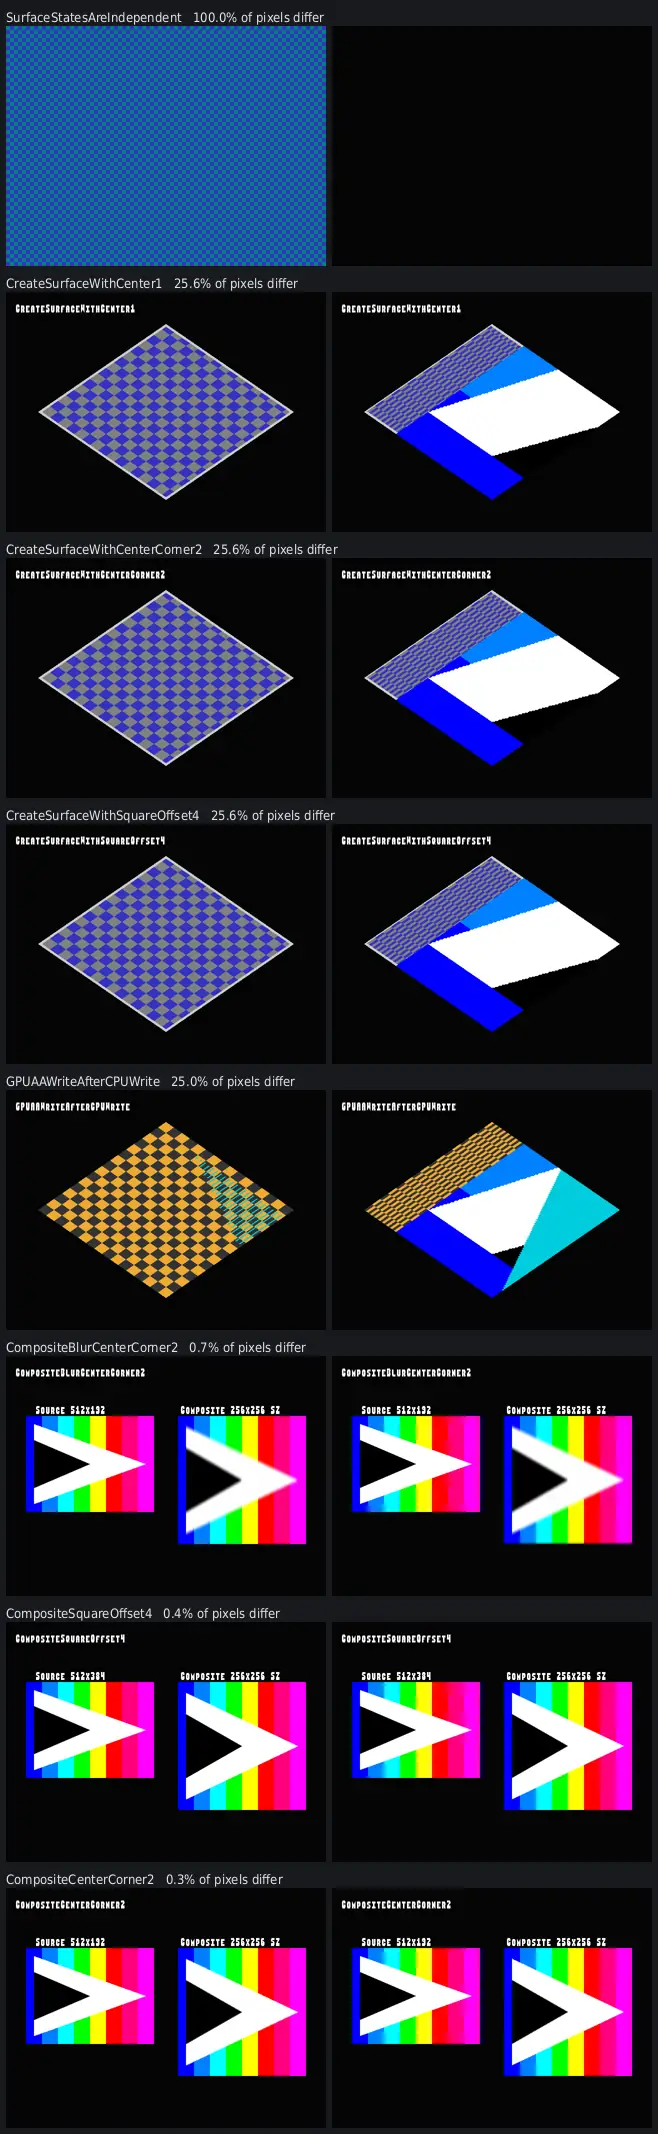 SurfaceStatesAreIndependent 100.0% of pixels differ
CreateSurfaceWithCenter1 25.6% of pixels differ
CreateSurfaceWithCenter1 CreateSurfaceWithCenter1
CreateSurfaceWithCenterCorner2 25.6% of pixels differ
CreateSurfaceWithCenterCorner2 CreateSurfaceWithCenterCorner2
CreateSurfaceWithSquareOffset4 25.6% of pixels differ
CreateSurfaceWithSquareOffset4 CreateSurfaceWithSquareOffset4
GPUAAWriteAfterCPUWrite 25.0% of pixels differ
GPUAAWriteAfterCPUWrite GPUAAWriteAfterCPUWrite
CompositeBlurCenterCorner2 0.7% of pixels differ
CompositeBlurCenterCorner2 CompositeBlurCenterCorner2
Source 512x192 Composite 256x256 SZ Source 512x192 Composite 256x256 SZ
CompositeSquareOffset4 0.4% of pixels differ
CompositeSquareOffset4 CompositeSquareOffset4
Source 512x384 Composite 256x256 SZ Source 512x384 Composite 256x256 SZ
CompositeCenterCorner2 0.3% of pixels differ
CompositeCenterCorner2 CompositeCenterCorner2
Source 512x192 Composite 256x256 SZ Source 512x192 Composite 256x256 SZ